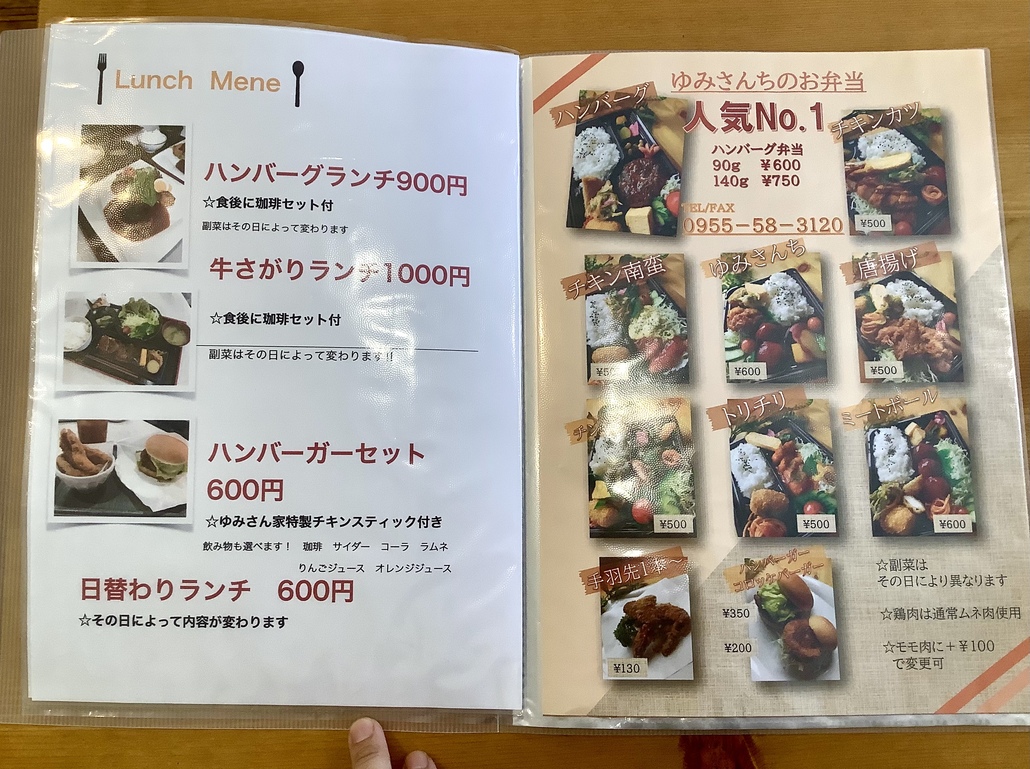 Lunch Mene
ハンバーグランチ900円
☆食後に珈琲セット付
副菜はその日によって変わります
牛さがりランチ1000円
☆食後に珈琲セット付
副菜はその日によって変わります!!
ハンバーガーセット
600円
☆ゆみさん家特製チキンスティック付き
飲み物も選べます！ 珈琲 サイダー コーラ ラムネ
りんごジュース オレンジジュース
日替わりランチ 600円
☆その日によって内容が変わります
ゆみさんちのお弁当
人気No.1
ハンバーグ弁当
90g ¥600
140g ¥750
TEL/FAX
0955-58-3120
ハンバーグ
チキンカツ
¥500
チキン南蛮
ゆみさんち
¥600
唐揚げ
¥500
¥500
トリチリ
¥500
ミートボール
¥600
手羽先1本〜
¥130
ハンバーガー
コロッケバーガー
¥350
¥200
☆副菜は
その日により異なります
☆鶏肉は通常ムネ肉使用
☆モモ肉に＋¥100
で変更可